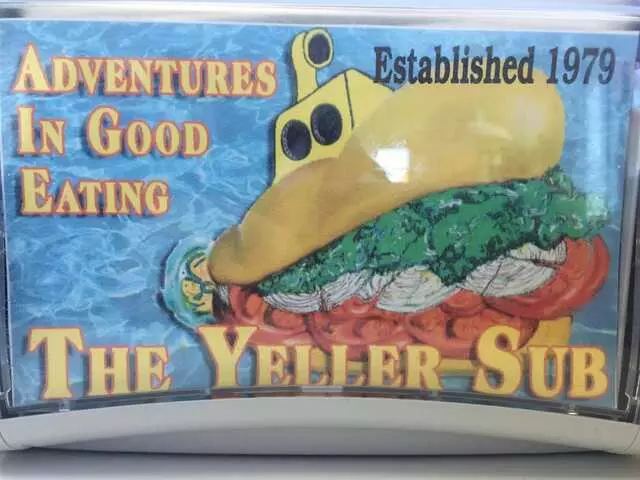 Adventures
In Good
Eating
Established 1979
The Yeller Sub